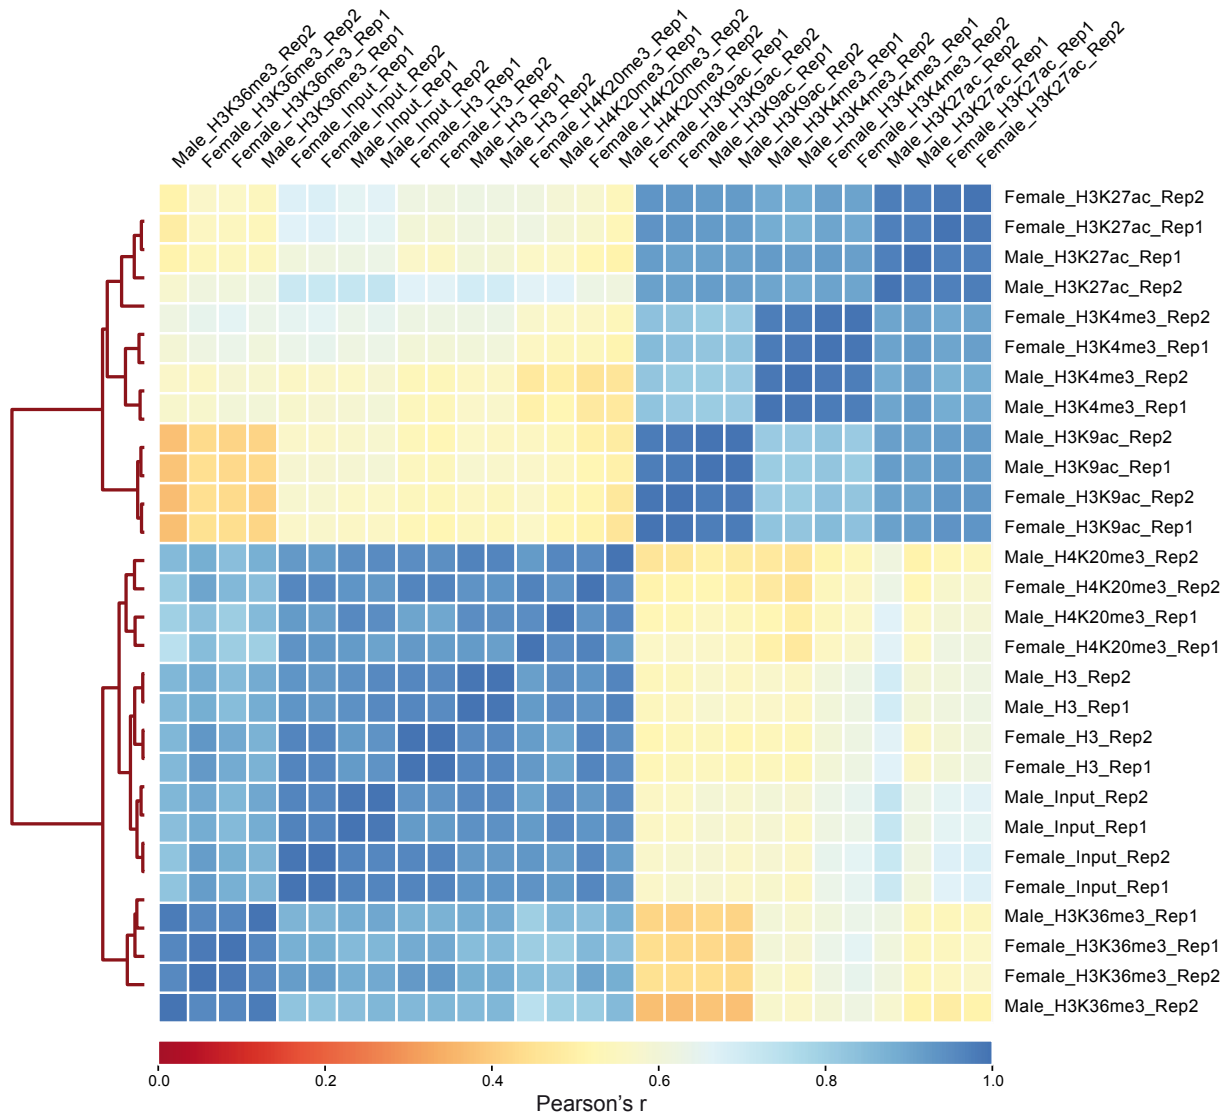 Male_H3K36me3_Rep2
Female_H3K36me3_Rep2
Female_H3K36me3_Rep1
Male_H3K36me3_Rep1
Female_Input_Rep1
Female_Input_Rep2
Male_Input_Rep1
Male_Input_Rep2
Female_H3_Rep1
Female_H3_Rep2
Male_H3_Rep1
Male_H3_Rep2
Female_H4K20me3_Rep1
Male_H4K20me3_Rep1
Female_H4K20me3_Rep2
Male_H4K20me3_Rep2
Female_H3K9ac_Rep1
Female_H3K9ac_Rep2
Male_H3K9ac_Rep1
Male_H3K9ac_Rep2
Male_H3K4me3_Rep1
Male_H3K4me3_Rep2
Female_H3K4me3_Rep1
Female_H3K4me3_Rep2
Male_H3K27ac_Rep2
Male_H3K27ac_Rep1
Female_H3K27ac_Rep1
Female_H3K27ac_Rep2
Female_H3K27ac_Rep2
Female_H3K27ac_Rep1
Male_H3K27ac_Rep1
Male_H3K27ac_Rep2
Female_H3K4me3_Rep2
Female_H3K4me3_Rep1
Male_H3K4me3_Rep2
Male_H3K4me3_Rep1
Male_H3K9ac_Rep2
Male_H3K9ac_Rep1
Female_H3K9ac_Rep2
Female_H3K9ac_Rep1
Male_H4K20me3_Rep2
Female_H4K20me3_Rep2
Male_H4K20me3_Rep1
Female_H4K20me3_Rep1
Male_H3_Rep2
Male_H3_Rep1
Female_H3_Rep2
Female_H3_Rep1
Male_Input_Rep2
Male_Input_Rep1
Female_Input_Rep2
Female_Input_Rep1
Male_H3K36me3_Rep1
Female_H3K36me3_Rep1
Female_H3K36me3_Rep2
Male_H3K36me3_Rep2
0.0 0.2 0.4 0.6 0.8 1.0
Pearson's r